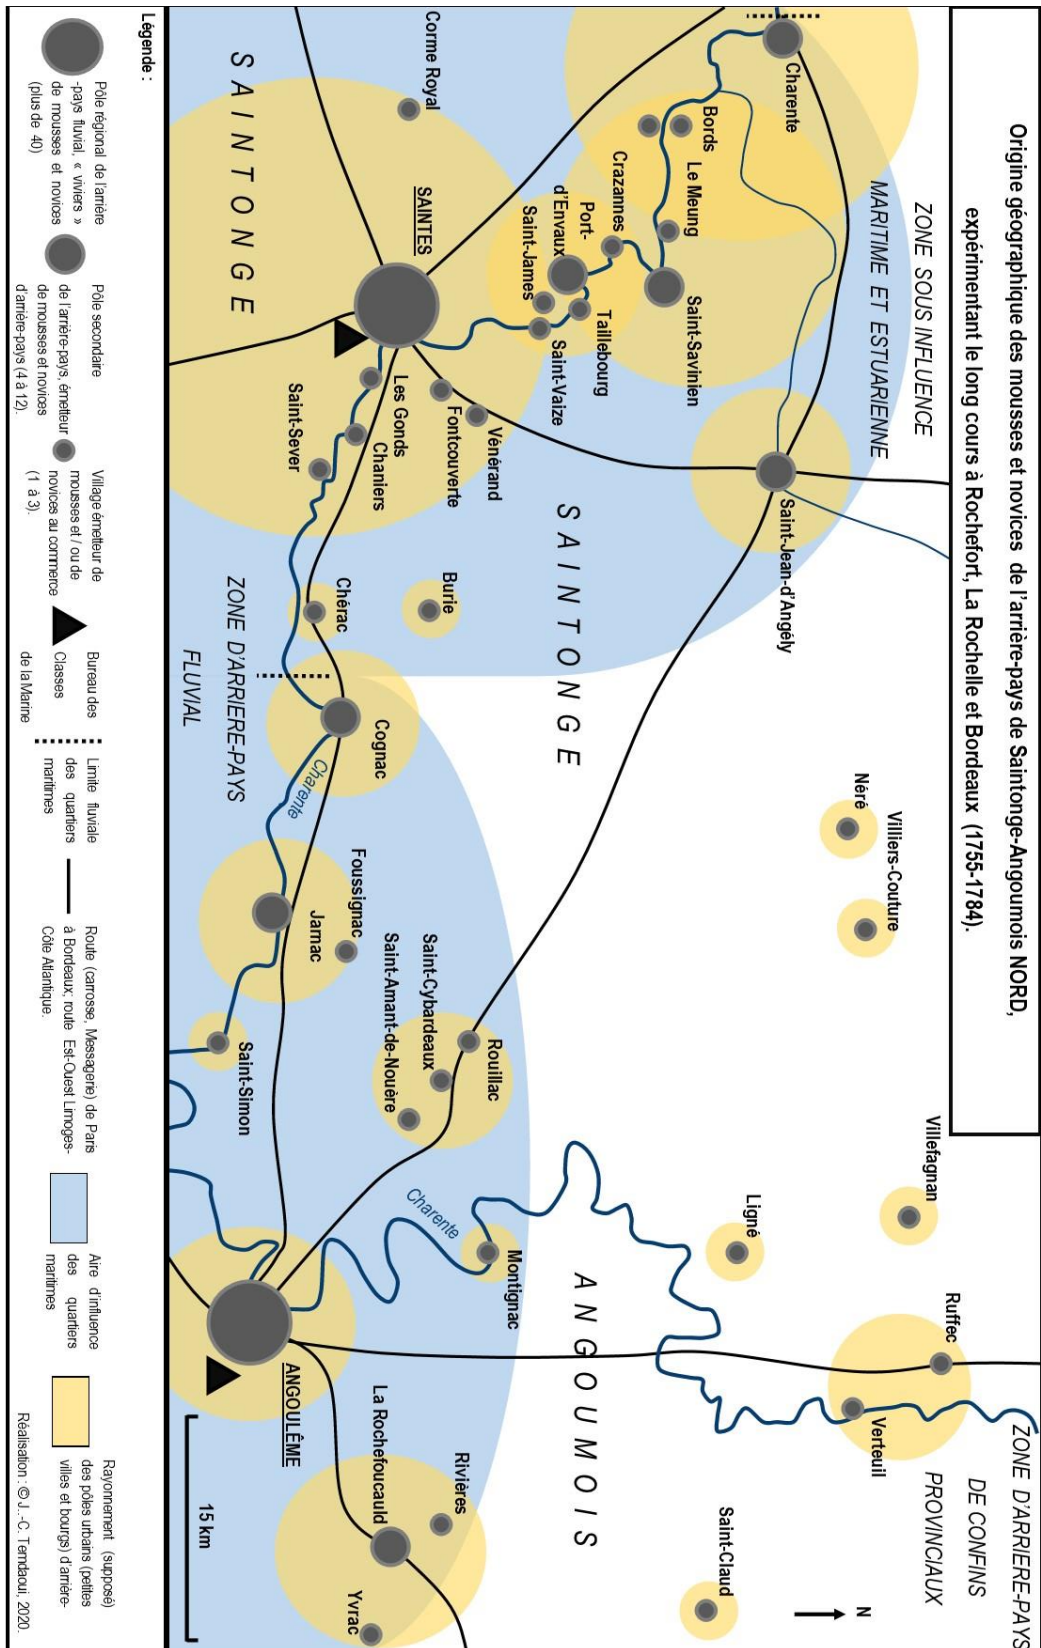 Origine géographique des mousses et novices de l'arrière-pays de Saintonge-Angoumois NORD,
expérimentant le long cours à Rochefort, La Rochelle et Bordeaux (1755-1784).
ZONE D'ARRIERE-PAYS
DE CONFINS
PROVINCIAUX
ZONE SOUS INFLUENCE
MARITIME ET ESTUARIENNE
N
Charente
Bords
Le Meung
Crazannes
Port-
d'Envaux
Saint-James
Saint-Savinien
Taillebourg
Saint-Vaize
Saint-Jean-d'Angély
Corme Royal
SAINTES
Vénérand
Fontcouverte
Les Gonds
Chaniers
Saint-Sever
Burie
Chérac
SAINTONGE
SAINTONGE
ZONE D'ARRIERE-PAYS
FLUVIAL
Cognac
Charente
Néré
Villiers-Couture
Foussignac
Jarnac
Saint-Simon
Rouillac
Saint-Cybardeaux
Saint-Amant-de-Nouère
Villefagnan
Ligné
Ruffec
Verteuil
Charente
Montignac
ANGOUMOIS
ANGOULÊME
La Rochefoucauld
Rivières
Yvrac
Saint-Claud
15 km
Légende :
Pôle régional de l'arrière
-pays fluvial, « viviers »
de mousses et novices
(plus de 40)
Pôle secondaire
de l'arrière-pays, émetteur
de mousses et novices
d'arrière-pays (4 à 12).
Village émetteur de
mousses et / ou de
novices au commerce
(1 à 3).
Bureau des
Classes
de la Marine
Limite fluviale
des quartiers
maritimes
Route (carrosse, Messagerie) de Paris
à Bordeaux; route Est-Ouest Limoges-
Côte Atlantique.
Aire d'influence
des quartiers
maritimes
Rayonnement (supposé)
des pôles urbains (petites
villes et bourgs) d'arrière-
Réalisation : © J.-C. Temdaoui, 2020.